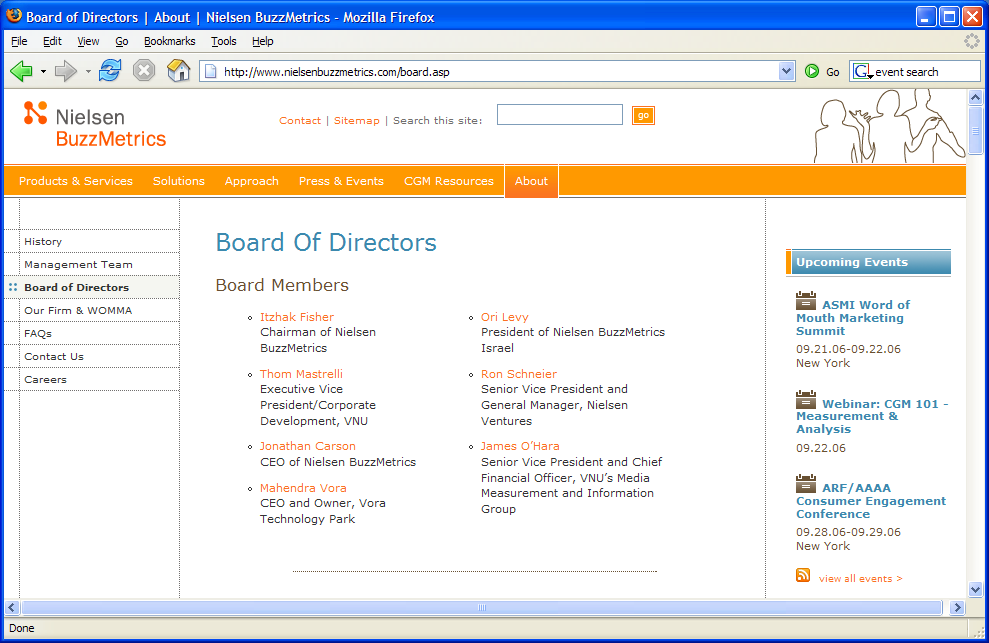 Board of Directors | About | Nielsen BuzzMetrics - Mozilla Firefox
File Edit View Go Bookmarks Tools Help
http://www.nielsenbuzzmetrics.com/board.asp Go G event search
Nielsen
BuzzMetrics
Contact | Sitemap | Search this site: go
Products & Services Solutions Approach Press & Events CGM Resources About
History
Management Team
Board of Directors
Our Firm & WOMMA
FAQs
Contact Us
Careers
Board Of Directors
Board Members
Itzhak Fisher
Chairman of Nielsen
BuzzMetrics
Thom Mastrelli
Executive Vice
President/Corporate
Development, VNU
Jonathan Carson
CEO of Nielsen BuzzMetrics
Mahendra Vora
CEO and Owner, Vora
Technology Park
Ori Levy
President of Nielsen BuzzMetrics
Israel
Ron Schneier
Senior Vice President and
General Manager, Nielsen
Ventures
James O'Hara
Senior Vice President and Chief
Financial Officer, VNU's Media
Measurement and Information
Group
Upcoming Events
ASMI Word of
Mouth Marketing
Summit
09.21.06-09.22.06
New York
Webinar: CGM 101 -
Measurement &
Analysis
09.22.06
ARF/AAAA
Consumer Engagement
Conference
09.28.06-09.29.06
New York
view all events >
Done